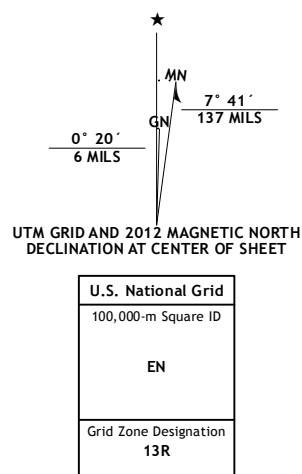 ★
MN
7° 41´
137 MILS
GN
0° 20´
6 MILS
UTM GRID AND 2012 MAGNETIC NORTH
DECLINATION AT CENTER OF SHEET
U.S. National Grid
100,000-m Square ID
EN
Grid Zone Designation
13R